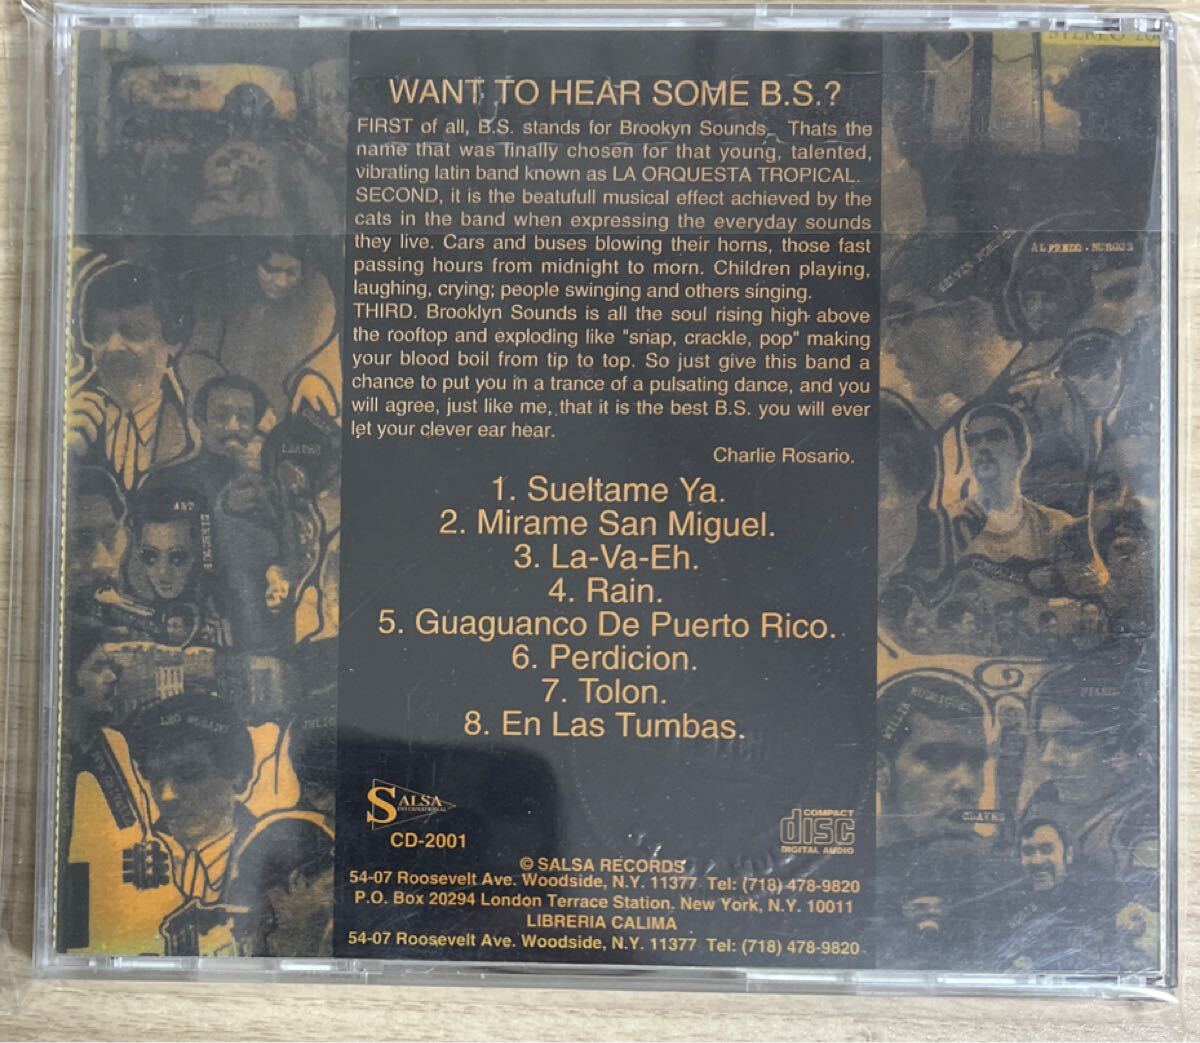 STEREO
WANT TO HEAR SOME B.S.?
FIRST of all, B.S. stands for Brookyn Sounds, Thats the
name that was finally chosen for that young, talented,
vibrating latin band known as LA ORQUESTA TROPICAL.
SECOND, it is the beatufull musical effect achieved by the
cats in the band when expressing the everyday sounds
they live. Cars and buses blowing their horns, those fast
passing hours from midnight to morn. Children playing,
laughing, crying; people swinging and others singing.
THIRD. Brooklyn Sounds is all the soul rising high above
the rooftop and exploding like "snap, crackle, pop" making
your blood boil from tip to top. So just give this band a
chance to put you in a trance of a pulsating dance, and you
will agree, just like me, that it is the best B.S. you will ever
let your clever ear hear.
Charlie Rosario.
1. Sueltame Ya.
2. Mirame San Miguel.
3. La-Va-Eh.
4. Rain.
5. Guaguanco De Puerto Rico.
6. Perdicion.
7. Tolon.
8. En Las Tumbas.
SALSA
INTERNATIONAL
CD-2001
COMPACT
disc
DIGITAL AUDIO
© SALSA RECORDS
54-07 Roosevelt Ave. Woodside, N.Y. 11377 Tel: (718) 478-9820
P.O. Box 20294 London Terrace Station, New York, N.Y. 10011
LIBRERIA CALIMA
54-07 Roosevelt Ave. Woodside, N.Y. 11377 Tel: (718) 478-9820
ALFREDO·BURGOS
ART
JULIO
CLAVES